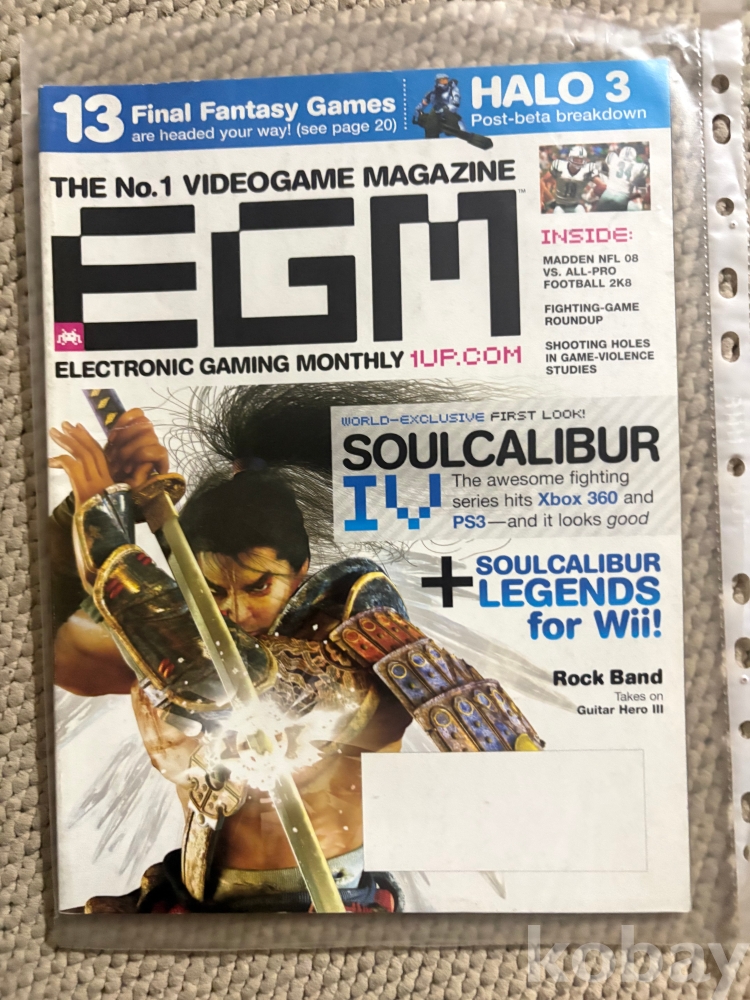 13 Final Fantasy Games
are headed your way! (see page 20)
HALO 3
Post-beta breakdown
THE No.1 VIDEOGAME MAGAZINE
EGM™
ELECTRONIC GAMING MONTHLY 1UP.COM
INSIDE:
MADDEN NFL 08
VS. ALL-PRO
FOOTBALL 2K8
FIGHTING-GAME
ROUNDUP
SHOOTING HOLES
IN GAME-VIOLENCE
STUDIES
WORLD-EXCLUSIVE FIRST LOOK!
SOULCALIBUR
IV
The awesome fighting
series hits Xbox 360 and
PS3—and it looks good
+SOULCALIBUR
LEGENDS
for Wii!
Rock Band
Takes on
Guitar Hero III
kobay